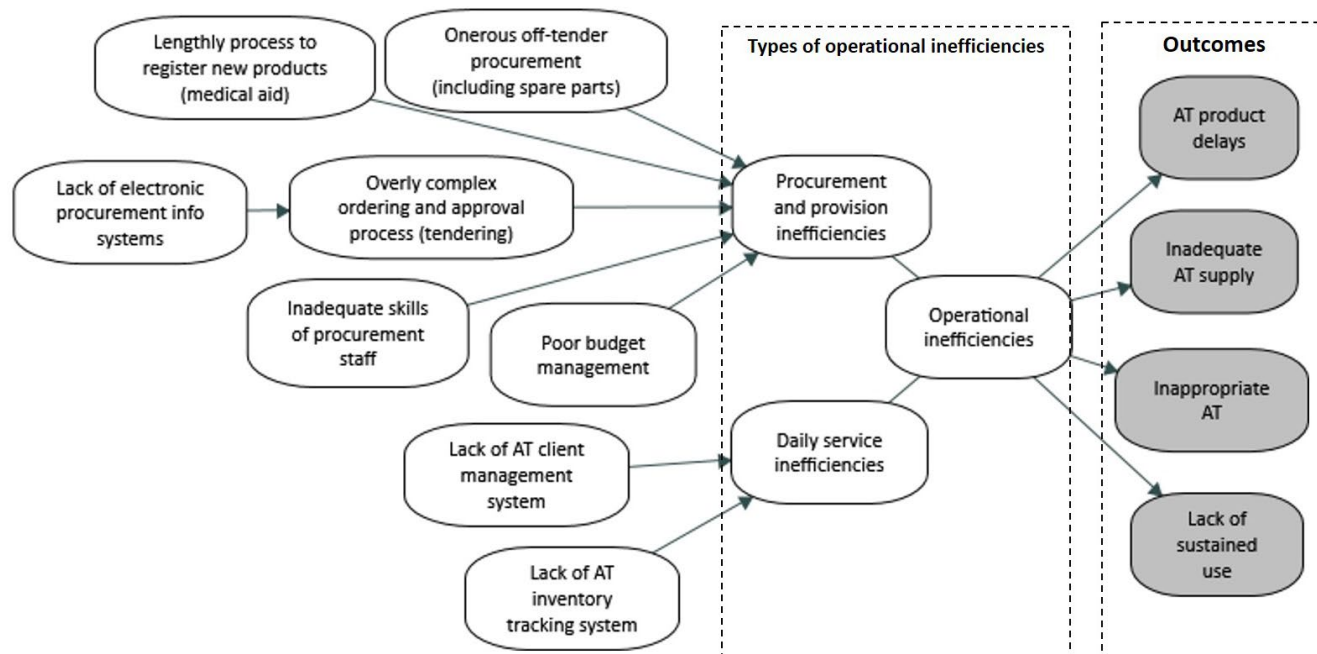 Lengthly process to
register new products
(medical aid)
Onerous off-tender
procurement
(including spare parts)
Types of operational inefficiencies
Outcomes
AT product
delays
Lack of electronic
procurement info
systems
Overly complex
ordering and approval
process (tendering)
Procurement
and provision
inefficiencies
Inadequate
AT supply
Inadequate skills
of procurement
staff
Poor budget
management
Operational
inefficiencies
Inappropriate
AT
Lack of AT client
management
system
Daily service
inefficiencies
Lack of
sustained
use
Lack of AT
inventory
tracking system